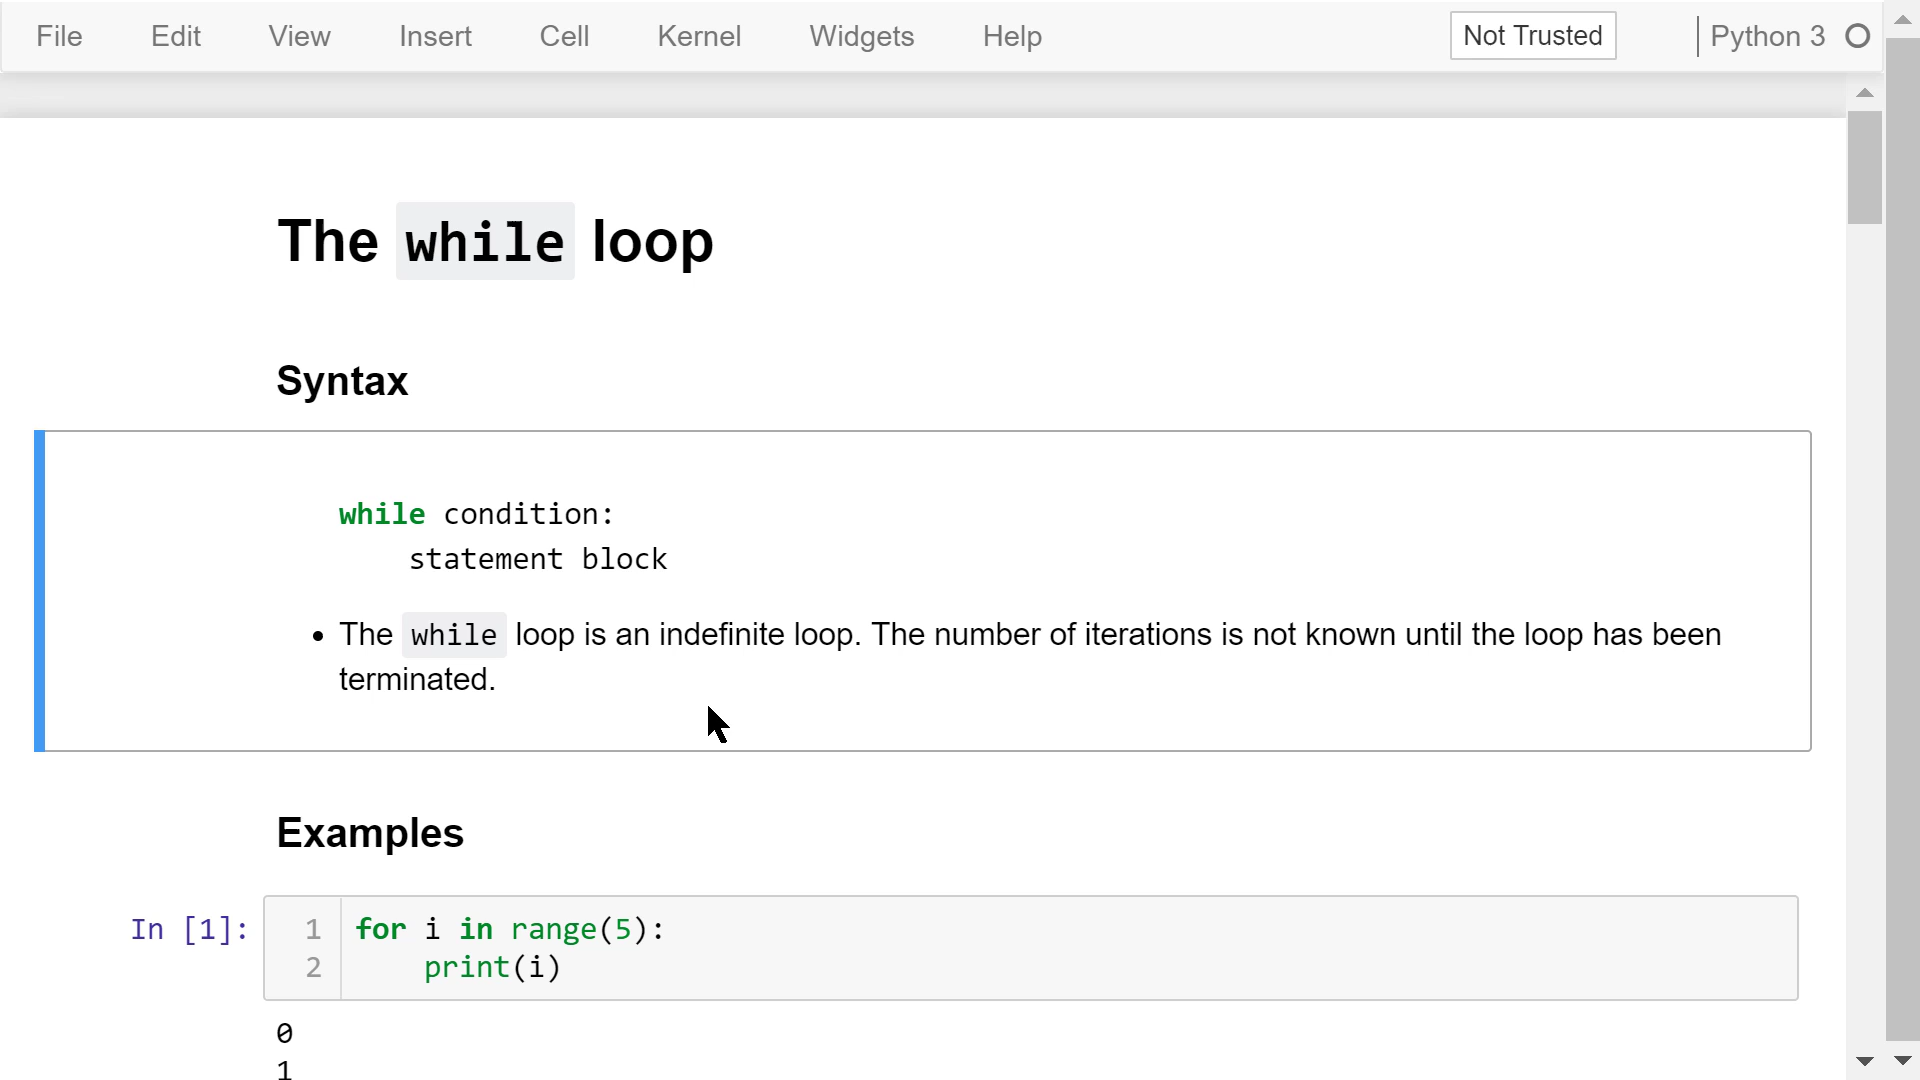 File Edit View Insert Cell Kernel Widgets Help Not Trusted Python 3
The while loop
Syntax
while condition:
    statement block
• The while loop is an indefinite loop. The number of iterations is not known until the loop has been
terminated.
Examples
In [1]: 1 for i in range(5):
2     print(i)
0
1